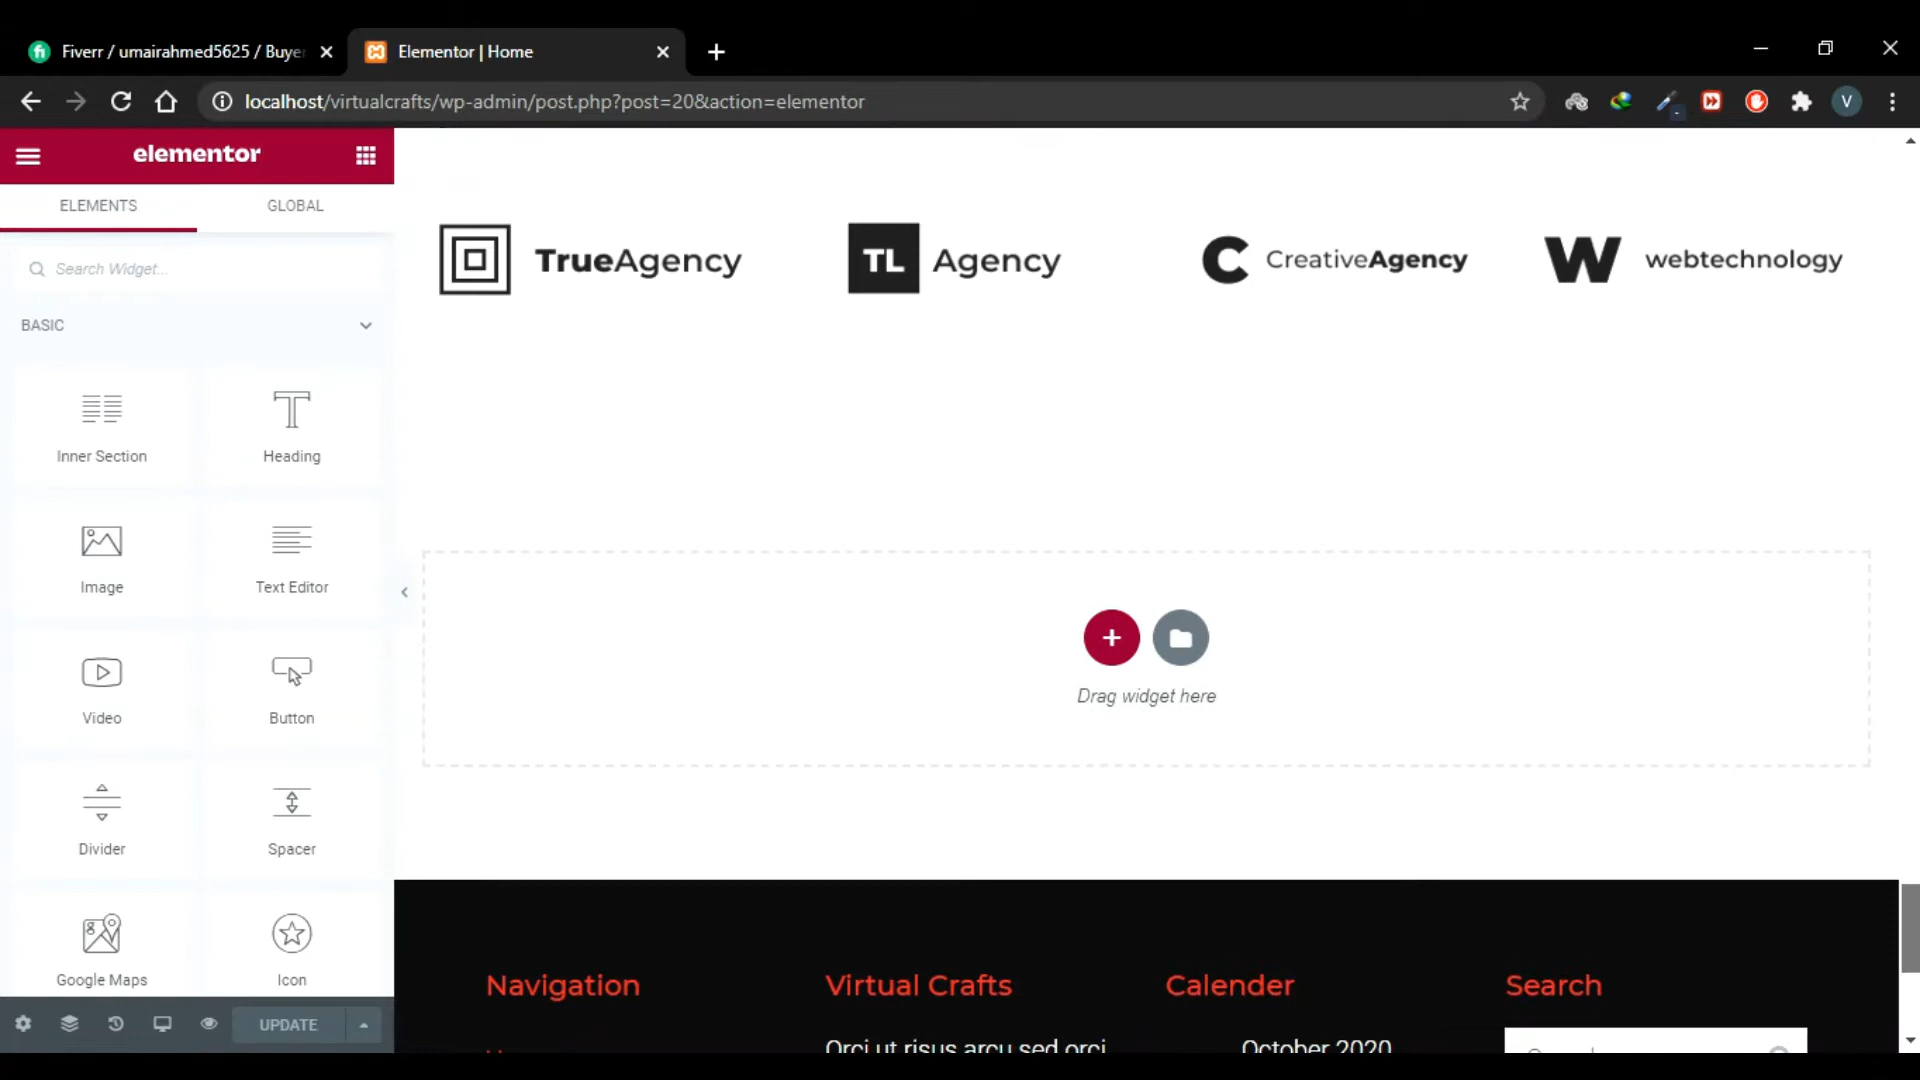 Fiverr / umairahmed5625 / Buye
Elementor | Home
localhost/virtualcrafts/wp-admin/post.php?post=20&action=elementor
V
elementor
ELEMENTS
GLOBAL
Search Widget...
BASIC
Inner Section
Heading
Image
Text Editor
Video
Button
Divider
Spacer
Google Maps
Icon
UPDATE
TrueAgency
TL Agency
C CreativeAgency
W webtechnology
Drag widget here
Navigation
Virtual Crafts
Calender
Search
Orci ut risus arcu sed orci
October 2020